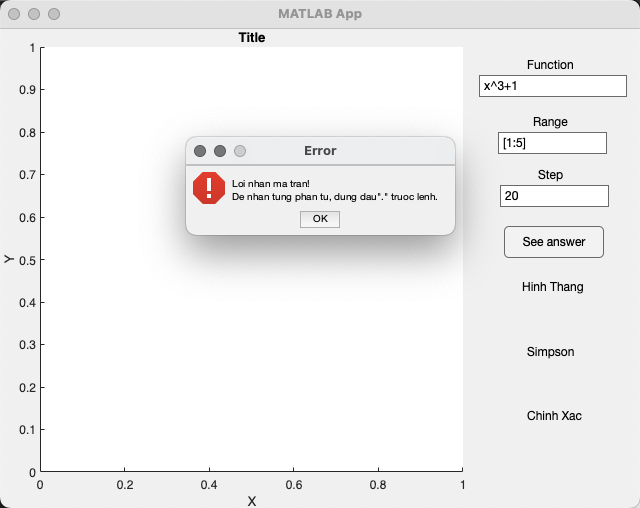 MATLAB App
Title
1
0.9
0.8
0.7
0.6
0.5
0.4
0.3
0.2
0.1
0
Y
0
0.2
0.4
0.6
0.8
1
X
Error
Loi nhan ma tran!
De nhan tung phan tu, dung dau"." truoc lenh.
OK
Function
x^3+1
Range
[1:5]
Step
20
See answer
Hinh Thang
Simpson
Chinh Xac